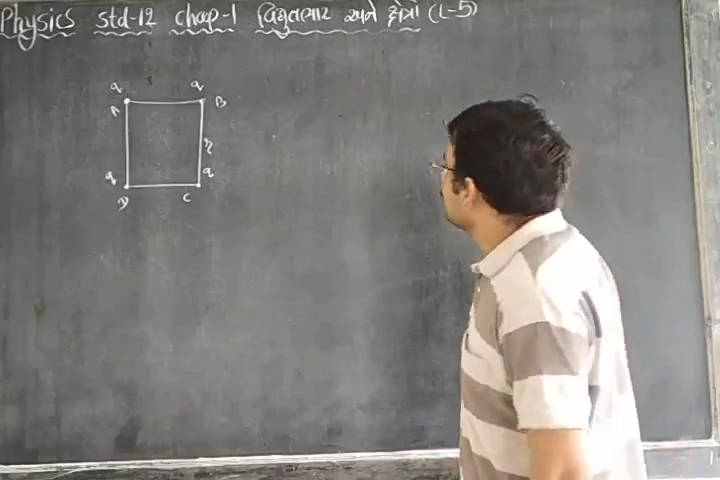 Physics std-12 chap-1 વિદ્યુતભાર અને ક્ષેત્રો (L-5)
q q
A B
r
q q
D C